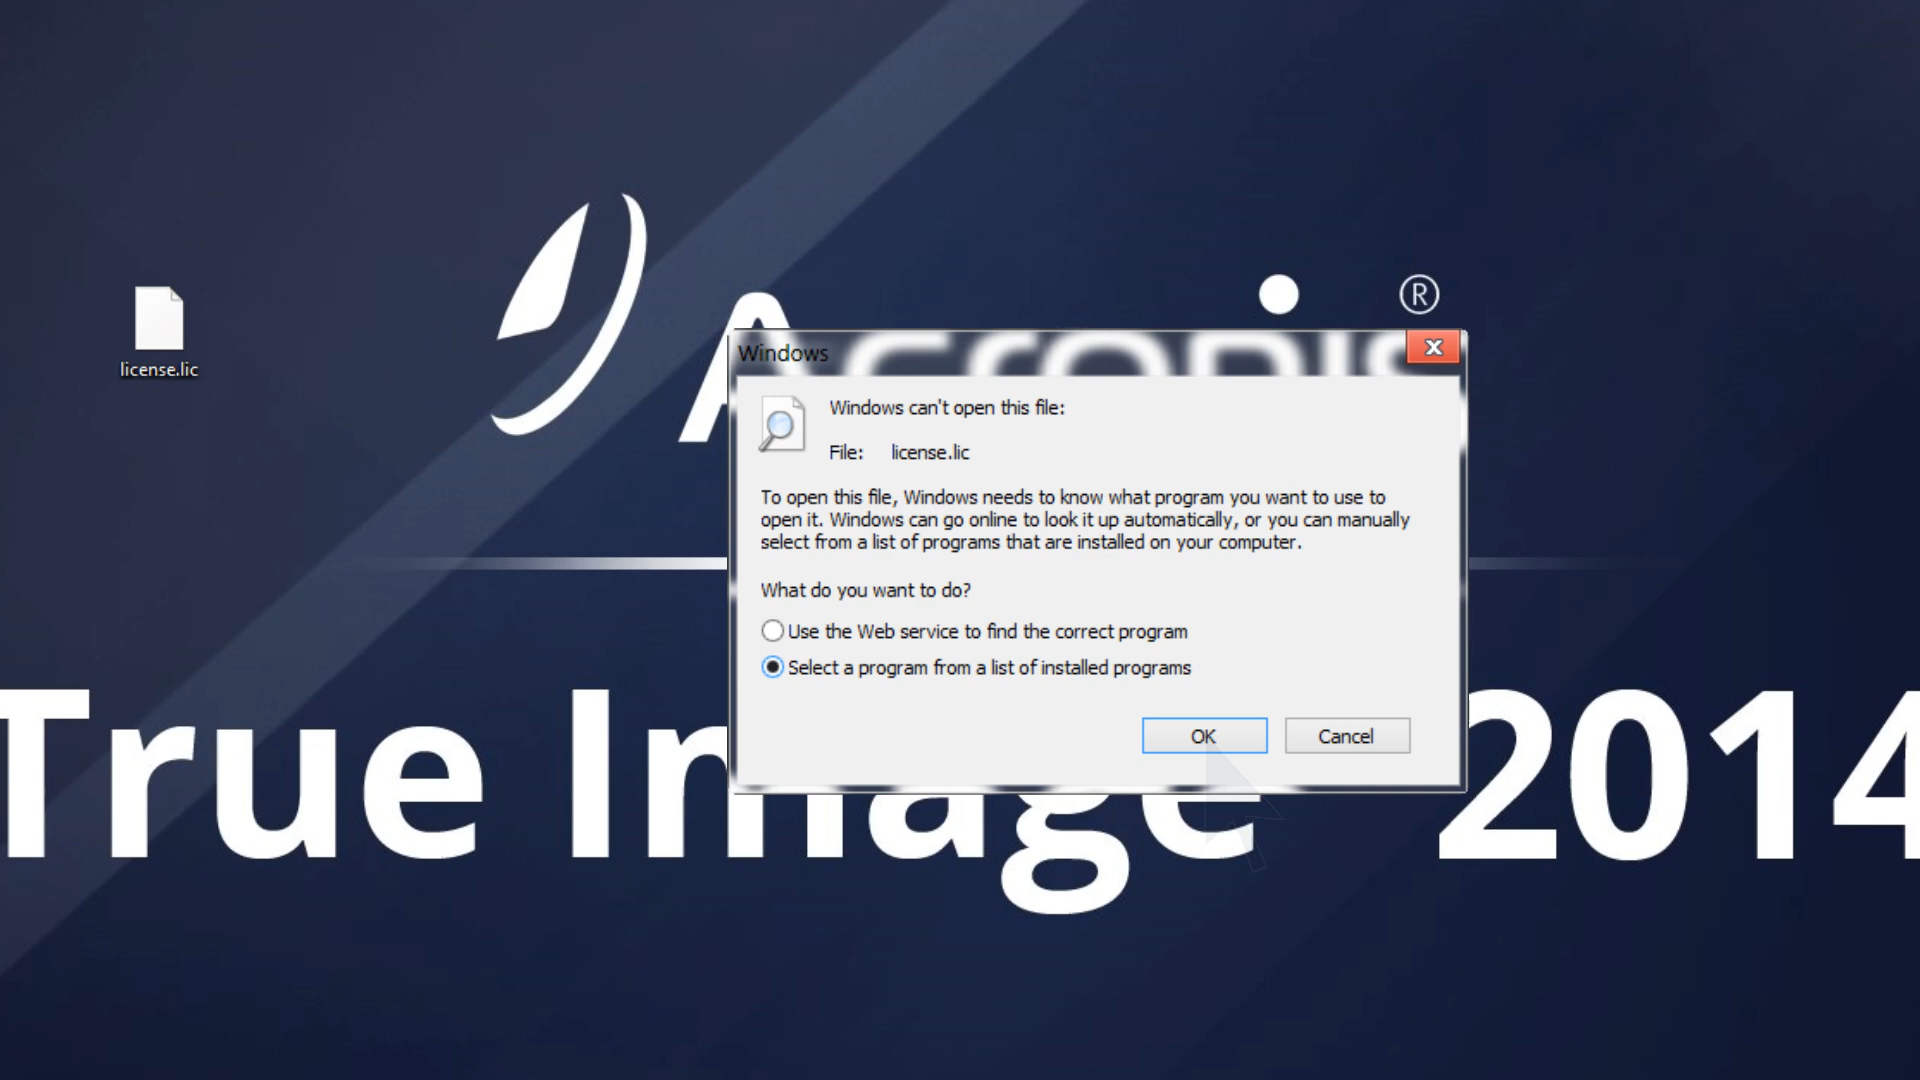 license.lic
Acronis®
True Image 2014
Windows
Windows can't open this file:
File: license.lic
To open this file, Windows needs to know what program you want to use to
open it. Windows can go online to look it up automatically, or you can manually
select from a list of programs that are installed on your computer.
What do you want to do?
Use the Web service to find the correct program
Select a program from a list of installed programs
OK
Cancel